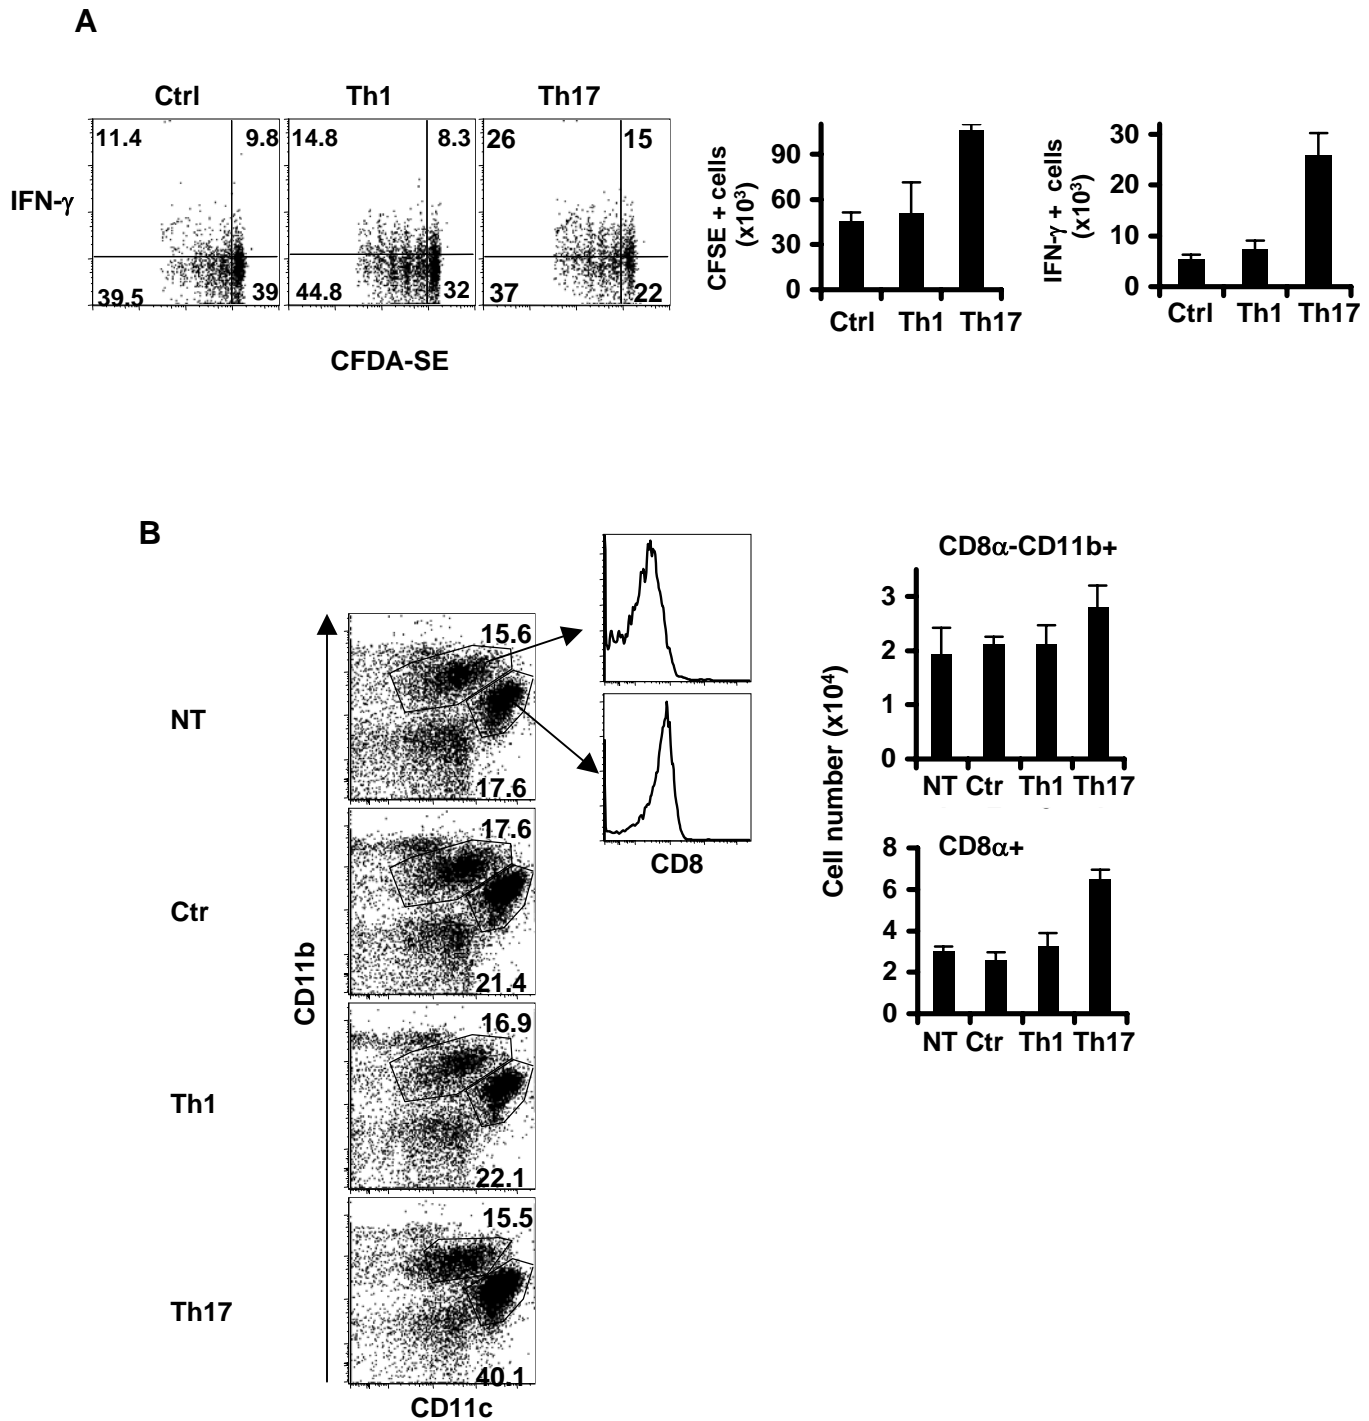 A
Ctrl Th1 Th17
IFN-γ
11.4 9.8
39.5 39
14.8 8.3
44.8 32
26 15
37 22
CFDA-SE
CFSE + cells
(x10³)
90
60
30
0
Ctrl Th1 Th17
IFN-γ + cells
(x10³)
30
20
10
0
Ctrl Th1 Th17
B
NT
15.6
17.6
Ctr
17.6
21.4
Th1
16.9
22.1
Th17
15.5
40.1
CD11b
CD11c
CD8
Cell number (x10⁴)
CD8α-CD11b+
3
2
1
0
NT Ctr Th1 Th17
CD8α+
8
6
4
2
0
NT Ctr Th1 Th17